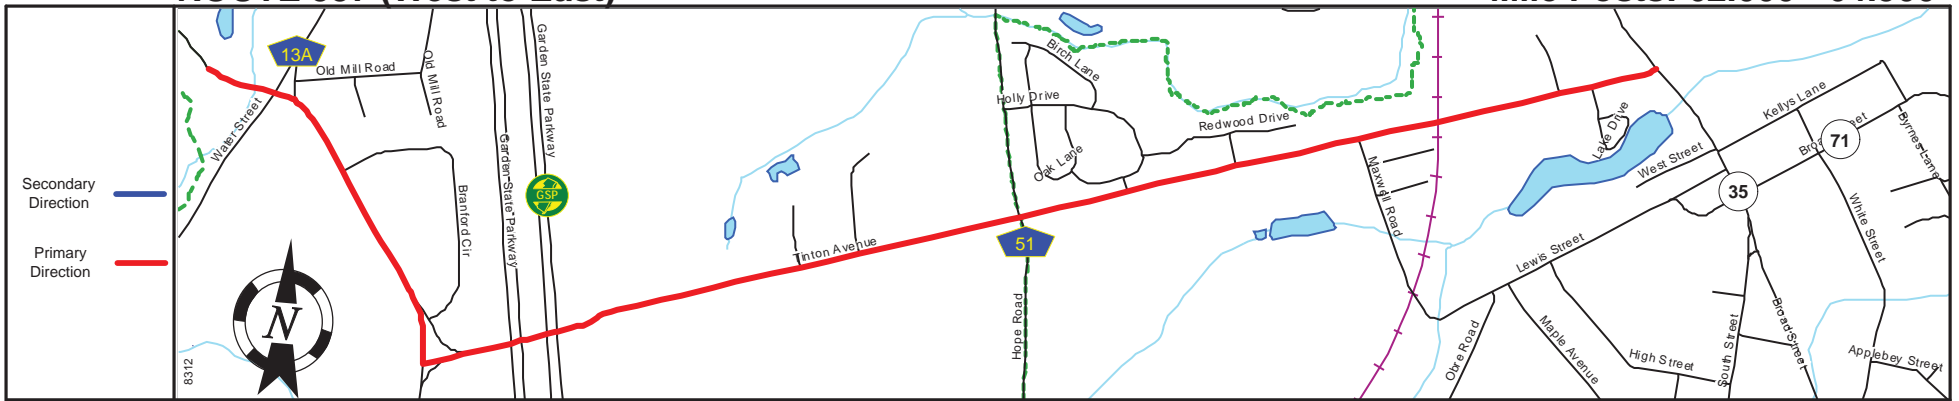 (West to East)
Secondary
Direction
Primary
Direction
13A
Old Mill Road
Old Mill Road
Water Street
Garden State Parkway
Garden State Parkway
GSP
Branford Cir
8312
N
Tinton Avenue
Birch Lane
Holly Drive
Oak Lane
Redwood Drive
51
Hope Road
Maxwell Road
Lake Drive
West Street
Kellys Lane
71
Byrnes Lane
35
White Street
Lewis Street
Obre Road
Maple Avenue
High Street
South Street
Broad Street
Applebey Street